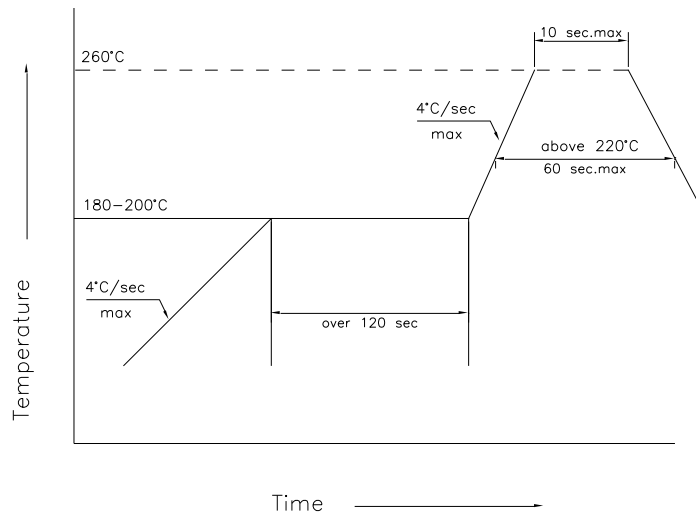 10 sec.max
260°C
4°C/sec
max
above 220°C
60 sec.max
180-200°C
4°C/sec
max
over 120 sec
Temperature
Time